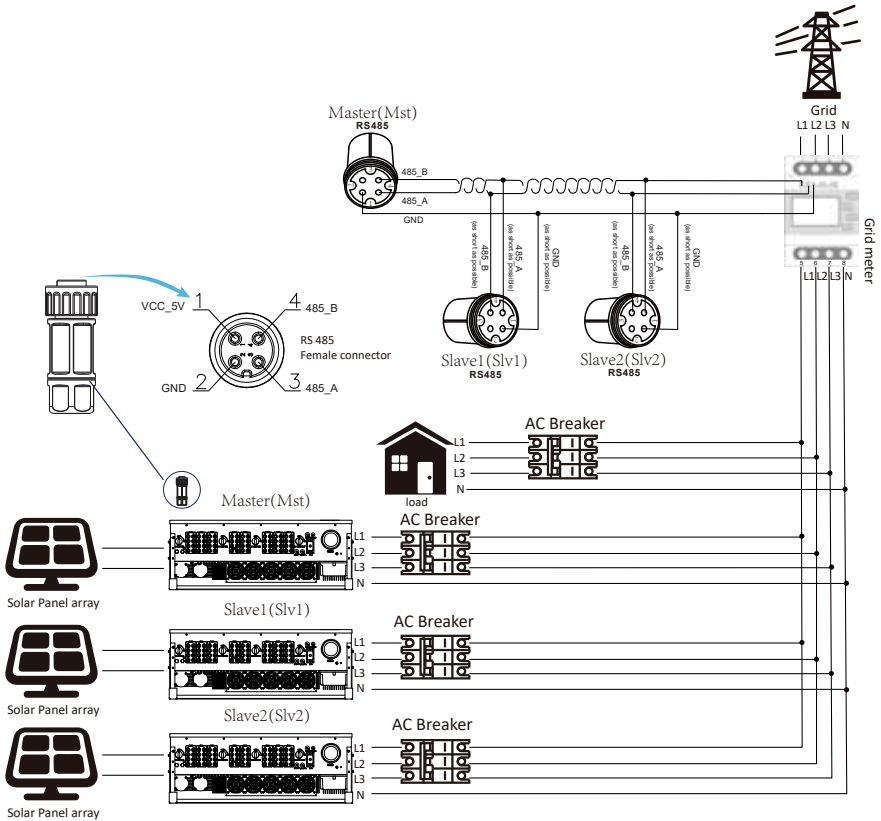 Grid
L1 L2 L3 N
Master(Mst)
RS485
485_B
485_A
GND
Grid meter
5 6 7 8
L1 L2 L3 N
485_B
(as short as possible)
485_A
(as short as possible)
GND
(as short as possible)
485_B
(as short as possible)
485_A
(as short as possible)
GND
(as short as possible)
Slave1(Slv1)
RS485
Slave2(Slv2)
RS485
VCC_5V 1
4 485_B
RS 485
Female connector
GND 2
3 485_A
AC Breaker
L1
L2
L3
N
load
Master(Mst)
AC Breaker
L1
L2
L3
N
Solar Panel array
Slave1(Slv1)
AC Breaker
L1
L2
L3
N
Solar Panel array
Slave2(Slv2)
AC Breaker
L1
L2
L3
N
Solar Panel array